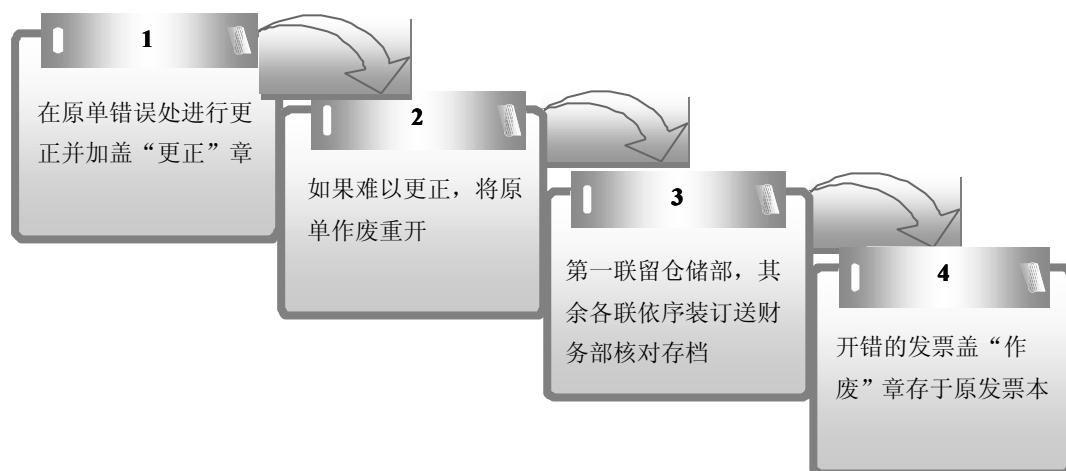 1
在原单错误处进行更
正并加盖“更正”章
2
如果难以更正，将原
单作废重开
3
第一联留仓储部，其
余各联依序装订送财
务部核对存档
4
开错的发票盖“作
废”章存于原发票本